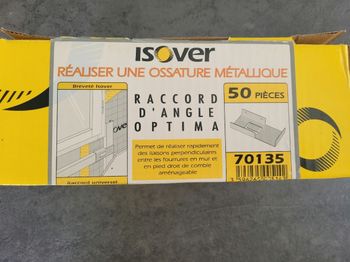 ISOVER
RÉALISER UNE OSSATURE MÉTALLIQUE
Breveté Isover
RACCORD
D'ANGLE
OPTIMA
50 PIÈCES
Permet de réaliser rapidement
des liaisons perpendiculaires
entre les fourrures en mur et
en pied droit de comble
aménageable
70135
Raccord universel